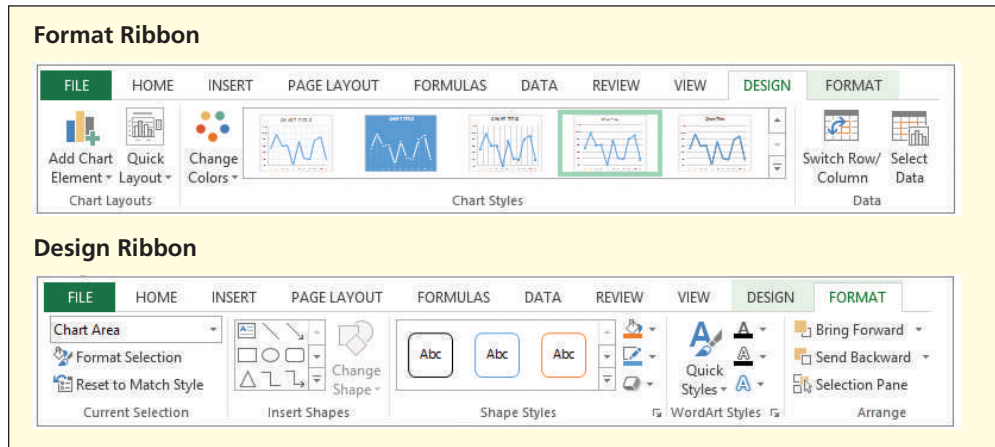 Format Ribbon
FILE HOME INSERT PAGE LAYOUT FORMULAS DATA REVIEW VIEW DESIGN FORMAT
Add Chart Quick Change Switch Row/ Select
Element Layout Colors Column Data
Chart Layouts Chart Styles Data
Design Ribbon
FILE HOME INSERT PAGE LAYOUT FORMULAS DATA REVIEW VIEW DESIGN FORMAT
Chart Area
Format Selection
Reset to Match Style
Current Selection
Change
Shape
Insert Shapes
Abc Abc Abc
Shape Styles
Quick
Styles
WordArt Styles
Bring Forward
Send Backward
Selection Pane
Arrange